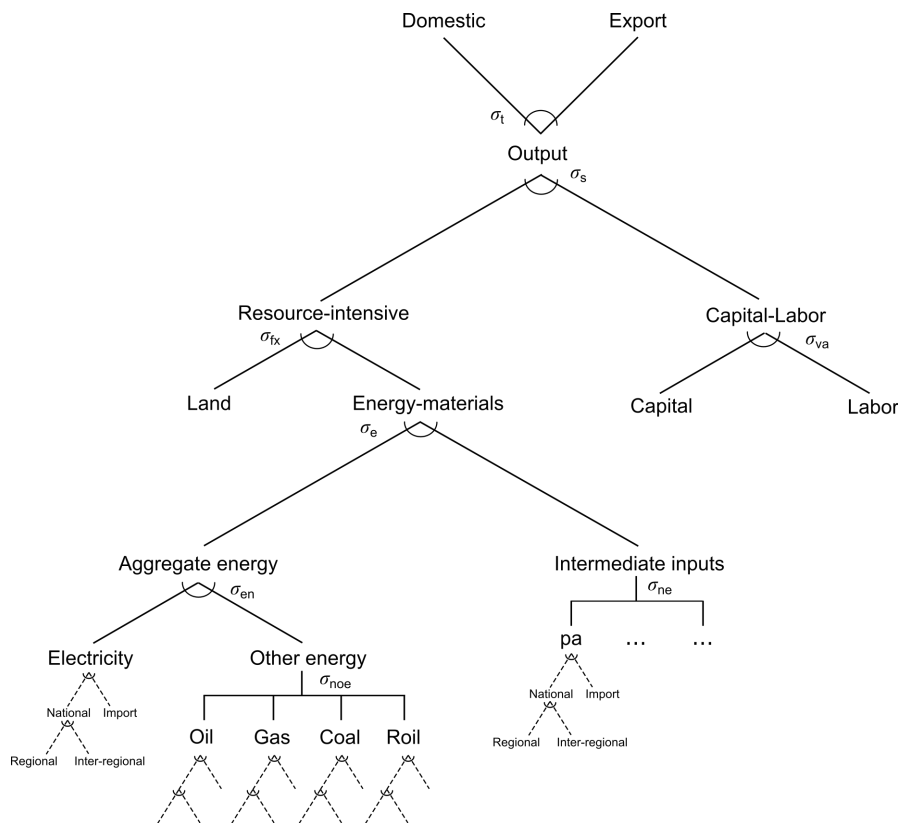 Domestic Export
σt
Output
σs
Resource-intensive Capital-Labor
σfx σva
Land Energy-materials Capital Labor
σe
Aggregate energy Intermediate inputs
σen σne
pa ... ...
Electricity Other energy
σnoe
National Import
National Import
Oil Gas Coal Roil
Regional Inter-regional
Regional Inter-regional